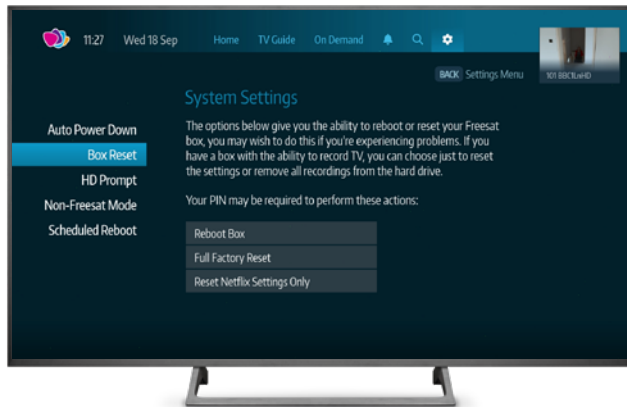 11:27 Wed 18 Sep Home TV Guide On Demand
BACK Settings Menu
101 BBC1LnHD
System Settings
Auto Power Down
Box Reset
HD Prompt
Non-Freesat Mode
Scheduled Reboot
The options below give you the ability to reboot or reset your Freesat
box, you may wish to do this if you're experiencing problems. If you
have a box with the ability to record TV, you can choose just to reset
the settings or remove all recordings from the hard drive.
Your PIN may be required to perform these actions:
Reboot Box
Full Factory Reset
Reset Netflix Settings Only